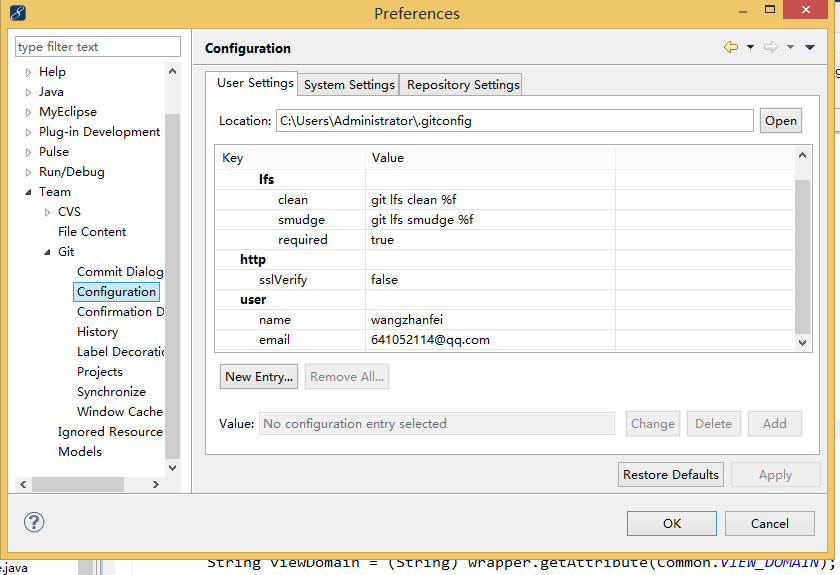 Preferences
type filter text
Help
Java
MyEclipse
Plug-in Development
Pulse
Run/Debug
Team
CVS
File Content
Git
Commit Dialog
Configuration
Confirmation D
History
Label Decoratic
Projects
Synchronize
Window Cache
Ignored Resource
Models
Configuration
User Settings
System Settings
Repository Settings
Location:
C:\Users\Administrator\.gitconfig
Open
Key Value
lfs
clean git lfs clean %f
smudge git lfs smudge %f
required true
http
sslVerify false
user
name wangzhanfei
email 641052114@qq.com
New Entry...
Remove All...
Value:
No configuration entry selected
Change
Delete
Add
Restore Defaults
Apply
?
OK
Cancel
e.java
String viewDomain = (String) wrapper.getAttribute(Common.VIEW_DOMAIN);